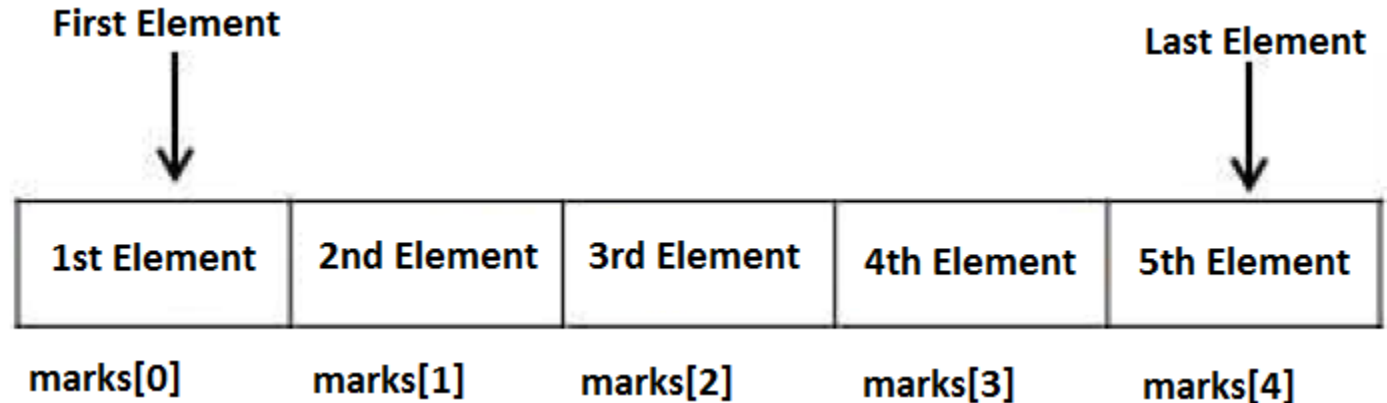 First Element
Last Element
1st Element 2nd Element 3rd Element 4th Element 5th Element
marks[0] marks[1] marks[2] marks[3] marks[4]